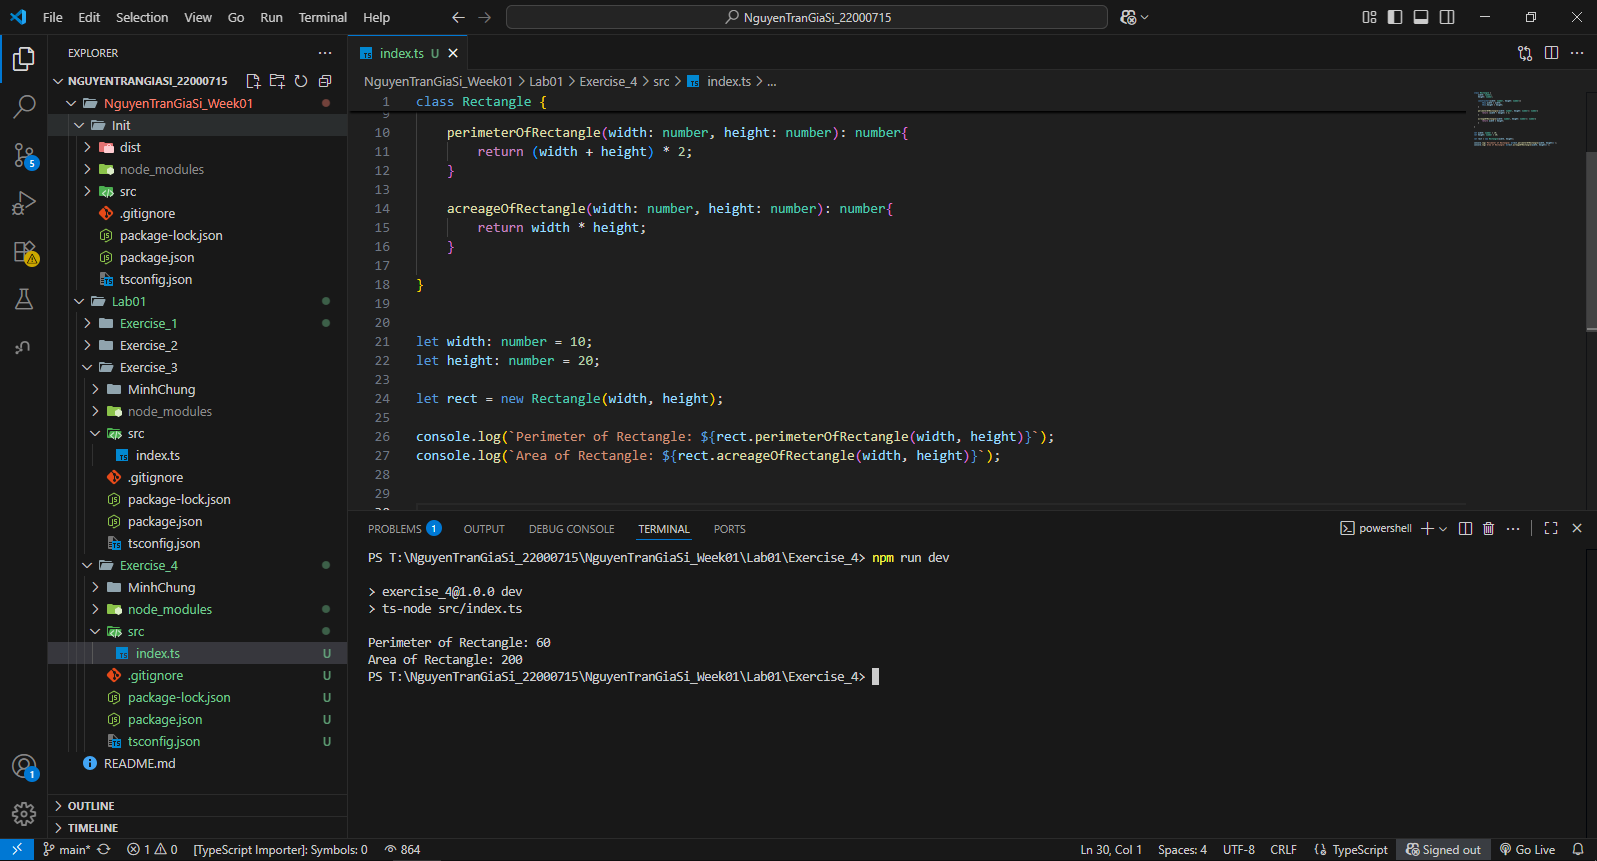 File Edit Selection View Go Run Terminal Help
NguyenTranGiaSi_22000715
EXPLORER
NGUYENTRANGIASI_22000715
NguyenTranGiaSi_Week01
Init
dist
node_modules
src
.gitignore
package-lock.json
package.json
tsconfig.json
Lab01
Exercise_1
Exercise_2
Exercise_3
MinhChung
node_modules
src
index.ts
.gitignore
package-lock.json
package.json
tsconfig.json
Exercise_4
MinhChung
node_modules
src
index.ts U
.gitignore U
package-lock.json U
package.json U
tsconfig.json U
README.md
OUTLINE
TIMELINE
5
1
index.ts U
NguyenTranGiaSi_Week01 > Lab01 > Exercise_4 > src > index.ts > ...
1 class Rectangle {
9
10 perimeterOfRectangle(width: number, height: number): number{
11 return (width + height) * 2;
12 }
13
14 acreageOfRectangle(width: number, height: number): number{
15 return width * height;
16 }
17
18 }
19
20
21 let width: number = 10;
22 let height: number = 20;
23
24 let rect = new Rectangle(width, height);
25
26 console.log(`Perimeter of Rectangle: ${rect.perimeterOfRectangle(width, height)}`);
27 console.log(`Area of Rectangle: ${rect.acreageOfRectangle(width, height)}`);
28
29
PROBLEMS 1 OUTPUT DEBUG CONSOLE TERMINAL PORTS
powershell
PS T:\NguyenTranGiaSi_22000715\NguyenTranGiaSi_Week01\Lab01\Exercise_4> npm run dev
> exercise_4@1.0.0 dev
> ts-node src/index.ts
Perimeter of Rectangle: 60
Area of Rectangle: 200
PS T:\NguyenTranGiaSi_22000715\NguyenTranGiaSi_Week01\Lab01\Exercise_4>
main* 1 0 [TypeScript Importer]: Symbols: 0 864
Ln 30, Col 1 Spaces: 4 UTF-8 CRLF {} TypeScript Signed out Go Live